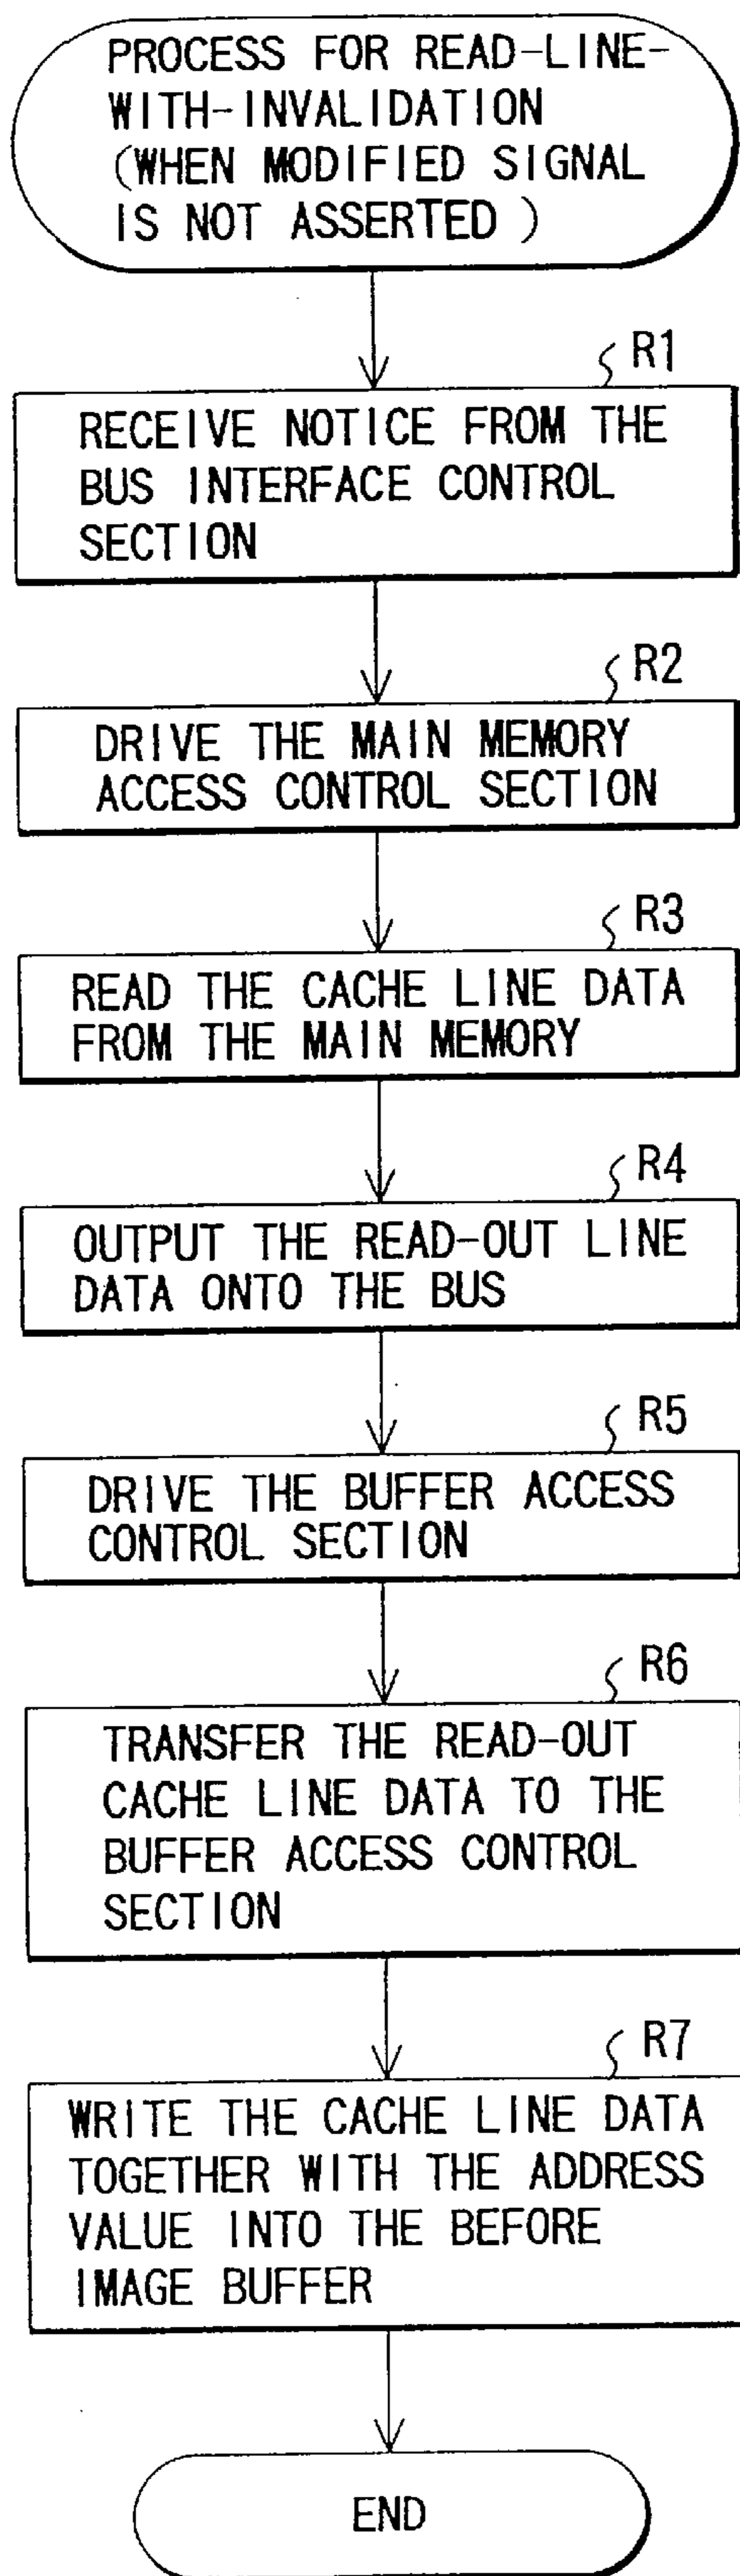 PROCESS FOR READ-LINE-
WITH-INVALIDATION
(WHEN MODIFIED SIGNAL
IS NOT ASSERTED )
R1
RECEIVE NOTICE FROM THE
BUS INTERFACE CONTROL
SECTION
R2
DRIVE THE MAIN MEMORY
ACCESS CONTROL SECTION
R3
READ THE CACHE LINE DATA
FROM THE MAIN MEMORY
R4
OUTPUT THE READ-OUT LINE
DATA ONTO THE BUS
R5
DRIVE THE BUFFER ACCESS
CONTROL SECTION
R6
TRANSFER THE READ-OUT
CACHE LINE DATA TO THE
BUFFER ACCESS CONTROL
SECTION
R7
WRITE THE CACHE LINE DATA
TOGETHER WITH THE ADDRESS
VALUE INTO THE BEFORE
IMAGE BUFFER
END